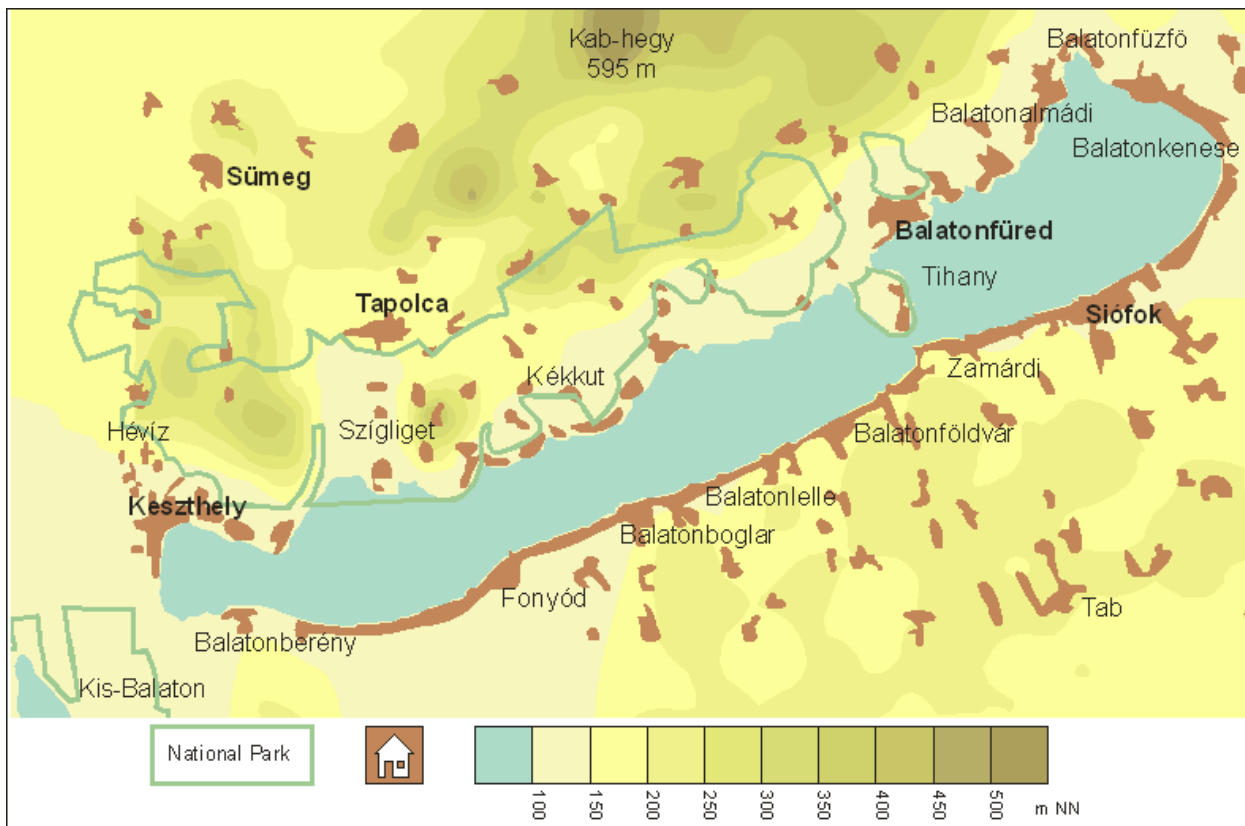 Kab-hegy
595 m
Balatonfüzfö
Balatonalmádi
Balatonkenese
Sümeg
Balatonfüred
Tihany
Tapolca
Siófok
Zamárdi
Kékkut
Hévíz
Szígliget
Balatonföldvár
Keszthely
Balatonlelle
Balatonboglar
Fonyód
Tab
Balatonberény
Kis-Balaton
National Park
100
150
200
250
300
350
400
450
500
m NN